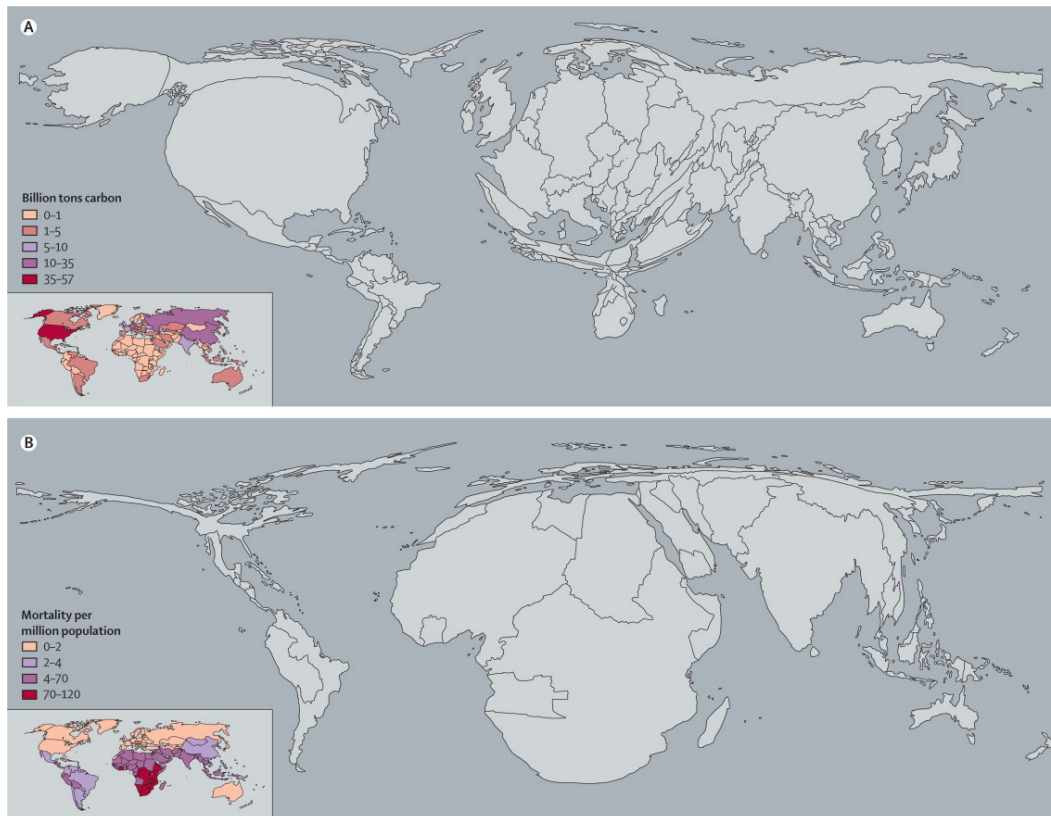 A
Billion tons carbon
0–1
1–5
5–10
10–35
35–57
B
Mortality per
million population
0–2
2–4
4–70
70–120